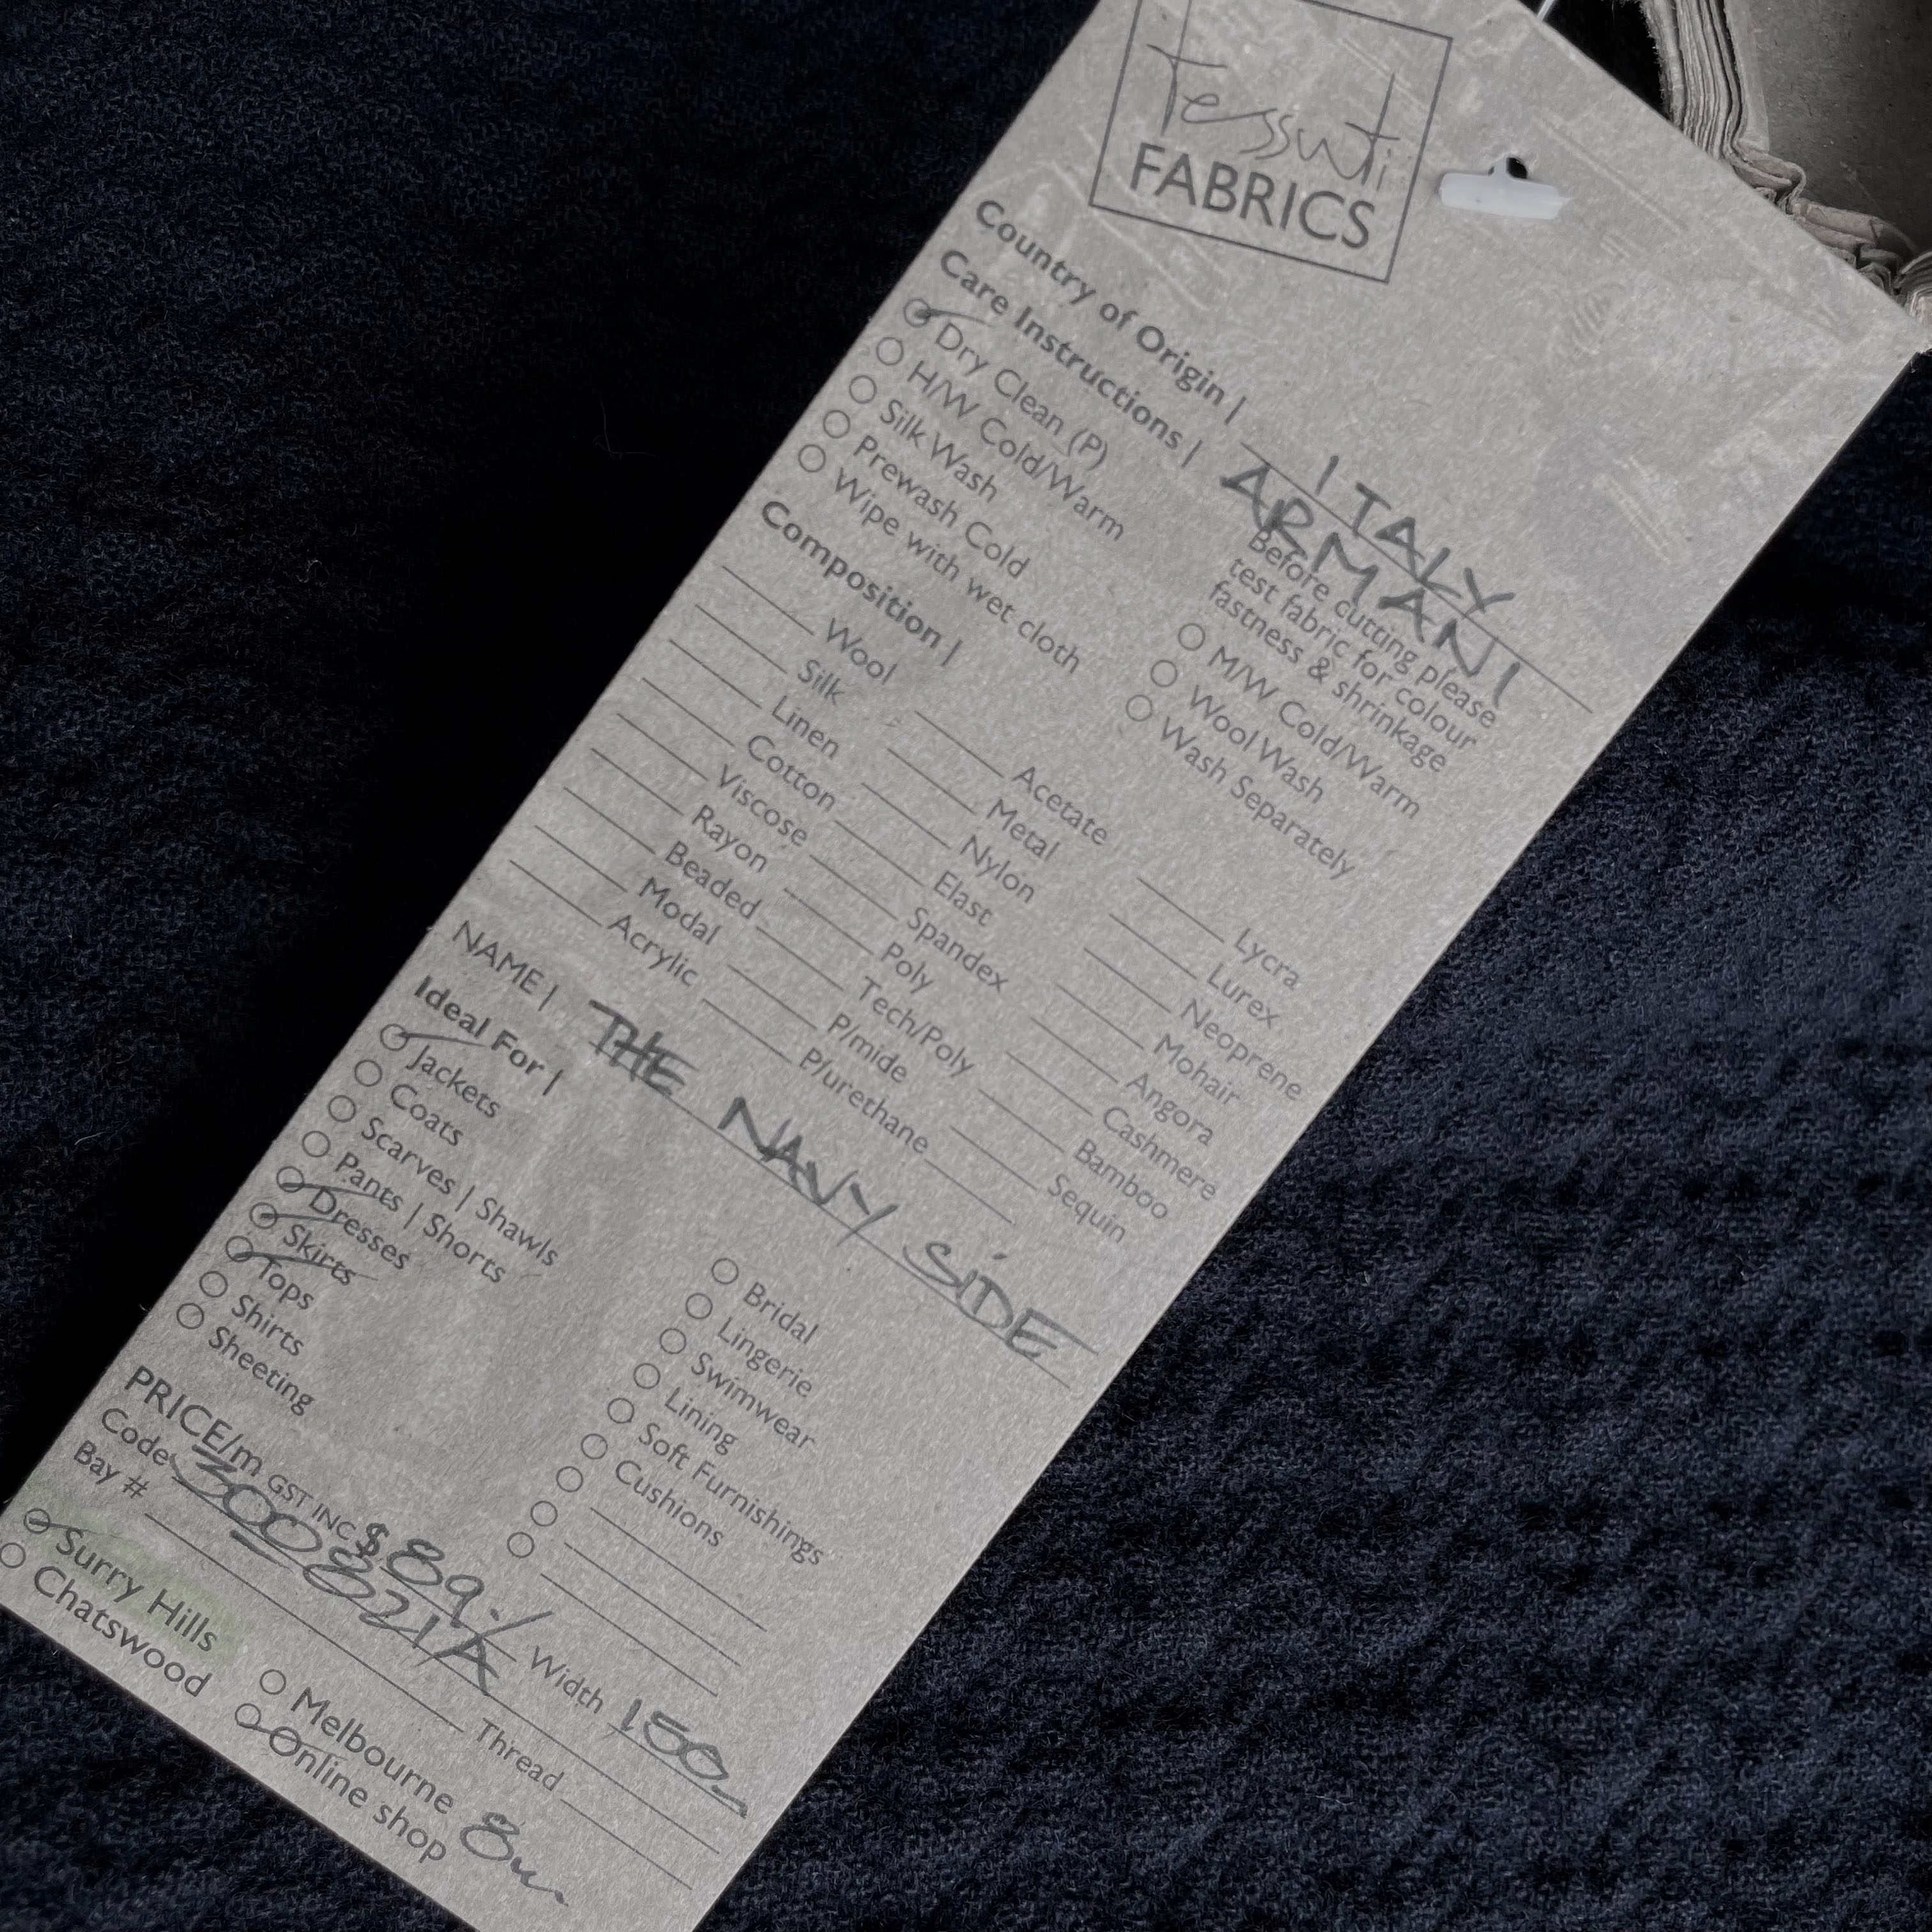 Tessuti
FABRICS
Country of Origin | ITALY
Care Instructions | ARMANI
Dry Clean (P)
H/W Cold/Warm
Silk Wash
Prewash Cold
Wipe with wet cloth
Before cutting please
test fabric for colour
fastness & shrinkage
M/W Cold/Warm
Wool Wash
Wash Separately
Composition |
Wool
Silk
Linen
Cotton
Viscose
Rayon
Beaded
Modal
Acrylic
Acetate
Metal
Nylon
Elast
Spandex
Poly
Tech/Poly
P/mide
P/urethane
Lycra
Lurex
Neoprene
Mohair
Angora
Cashmere
Bamboo
Sequin
NAME | THE NAVY SIDE
Ideal For |
Jackets
Coats
Scarves | Shawls
Pants | Shorts
Dresses
Skirts
Tops
Shirts
Sheeting
Bridal
Lingerie
Swimwear
Lining
Soft Furnishings
Cushions
PRICE/m GST INC $89.- Width 150
Code 300821A
Bay # Thread
Surry Hills
Chatswood
Melbourne
Online shop 8m